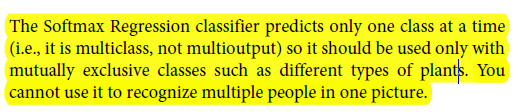 The Softmax Regression classifier predicts only one class at a time
(i.e., it is multiclass, not multioutput) so it should be used only with
mutually exclusive classes such as different types of plants. You
cannot use it to recognize multiple people in one picture.